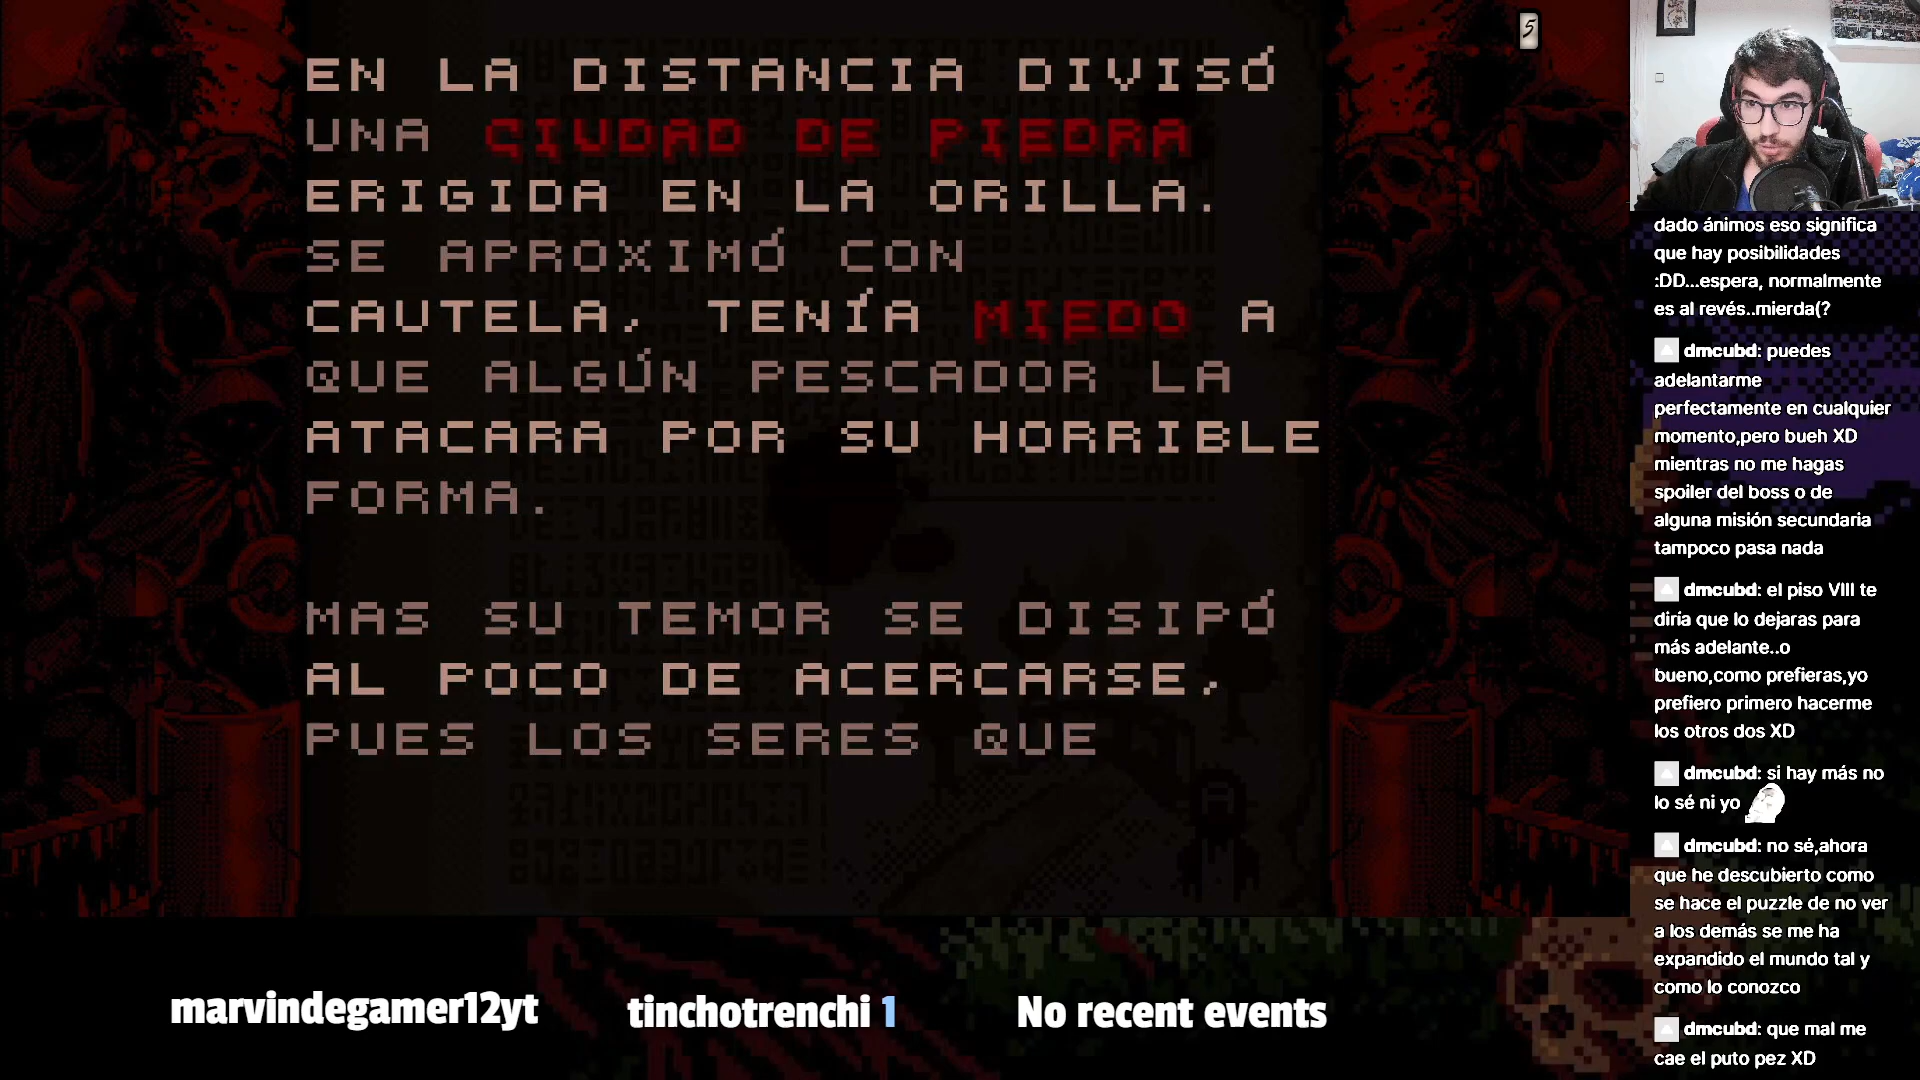 EN LA DISTANCIA DIVISÓ
UNA CIUDAD DE PIEDRA
ERIGIDA EN LA ORILLA.
SE APROXIMÓ CON
CAUTELA, TENÍA MIEDO A
QUE ALGÚN PESCADOR LA
ATACARA POR SU HORRIBLE
FORMA.
MAS SU TEMOR SE DISIPÓ
AL POCO DE ACERCARSE,
PUES LOS SERES QUE
5
dado ánimos eso significa
que hay posibilidades
:DD...espera, normalmente
es al revés..mierda(?
dmcubd: puedes
adelantarme
perfectamente en cualquier
momento,pero bueh XD
mientras no me hagas
spoiler del boss o de
alguna misión secundaria
tampoco pasa nada
dmcubd: el piso VIII te
diría que lo dejaras para
más adelante..o
bueno,como prefieras,yo
prefiero primero hacerme
los otros dos XD
dmcubd: si hay más no
lo sé ni yo
dmcubd: no sé,ahora
que he descubierto como
se hace el puzzle de no ver
a los demás se me ha
expandido el mundo tal y
como lo conozco
dmcubd: que mal me
cae el puto pez XD
marvindegamer12yt
tinchotrenchi 1
No recent events